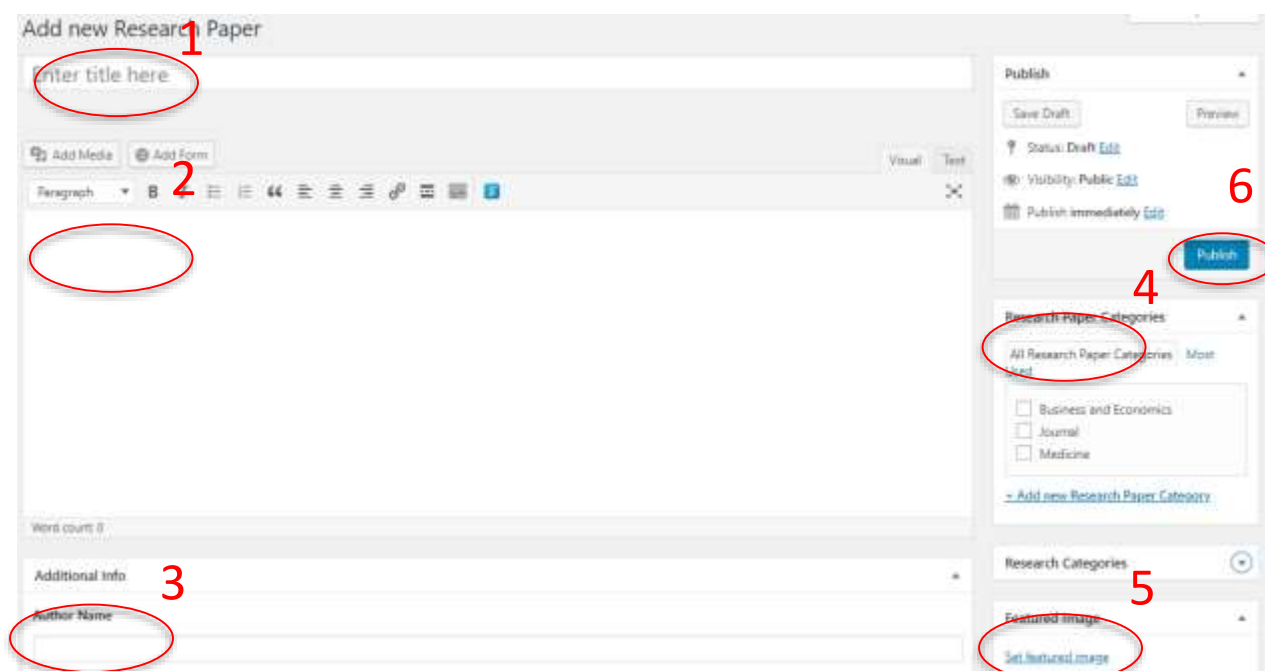 Add new Research Paper
1
Enter title here
Add Media Add Form
Visual Text
2
Paragraph B
Word count: 0
Additional Info
3
Author Name
Publish
Save Draft Preview
Status: Draft Edit
Visibility: Public Edit
6
Publish immediately Edit
Publish
4
Research Paper Categories
All Research Paper Categories Most
Used
Business and Economics
Journal
Medicine
+ Add new Research Paper Category
Research Categories
5
Featured Image
Set featured image